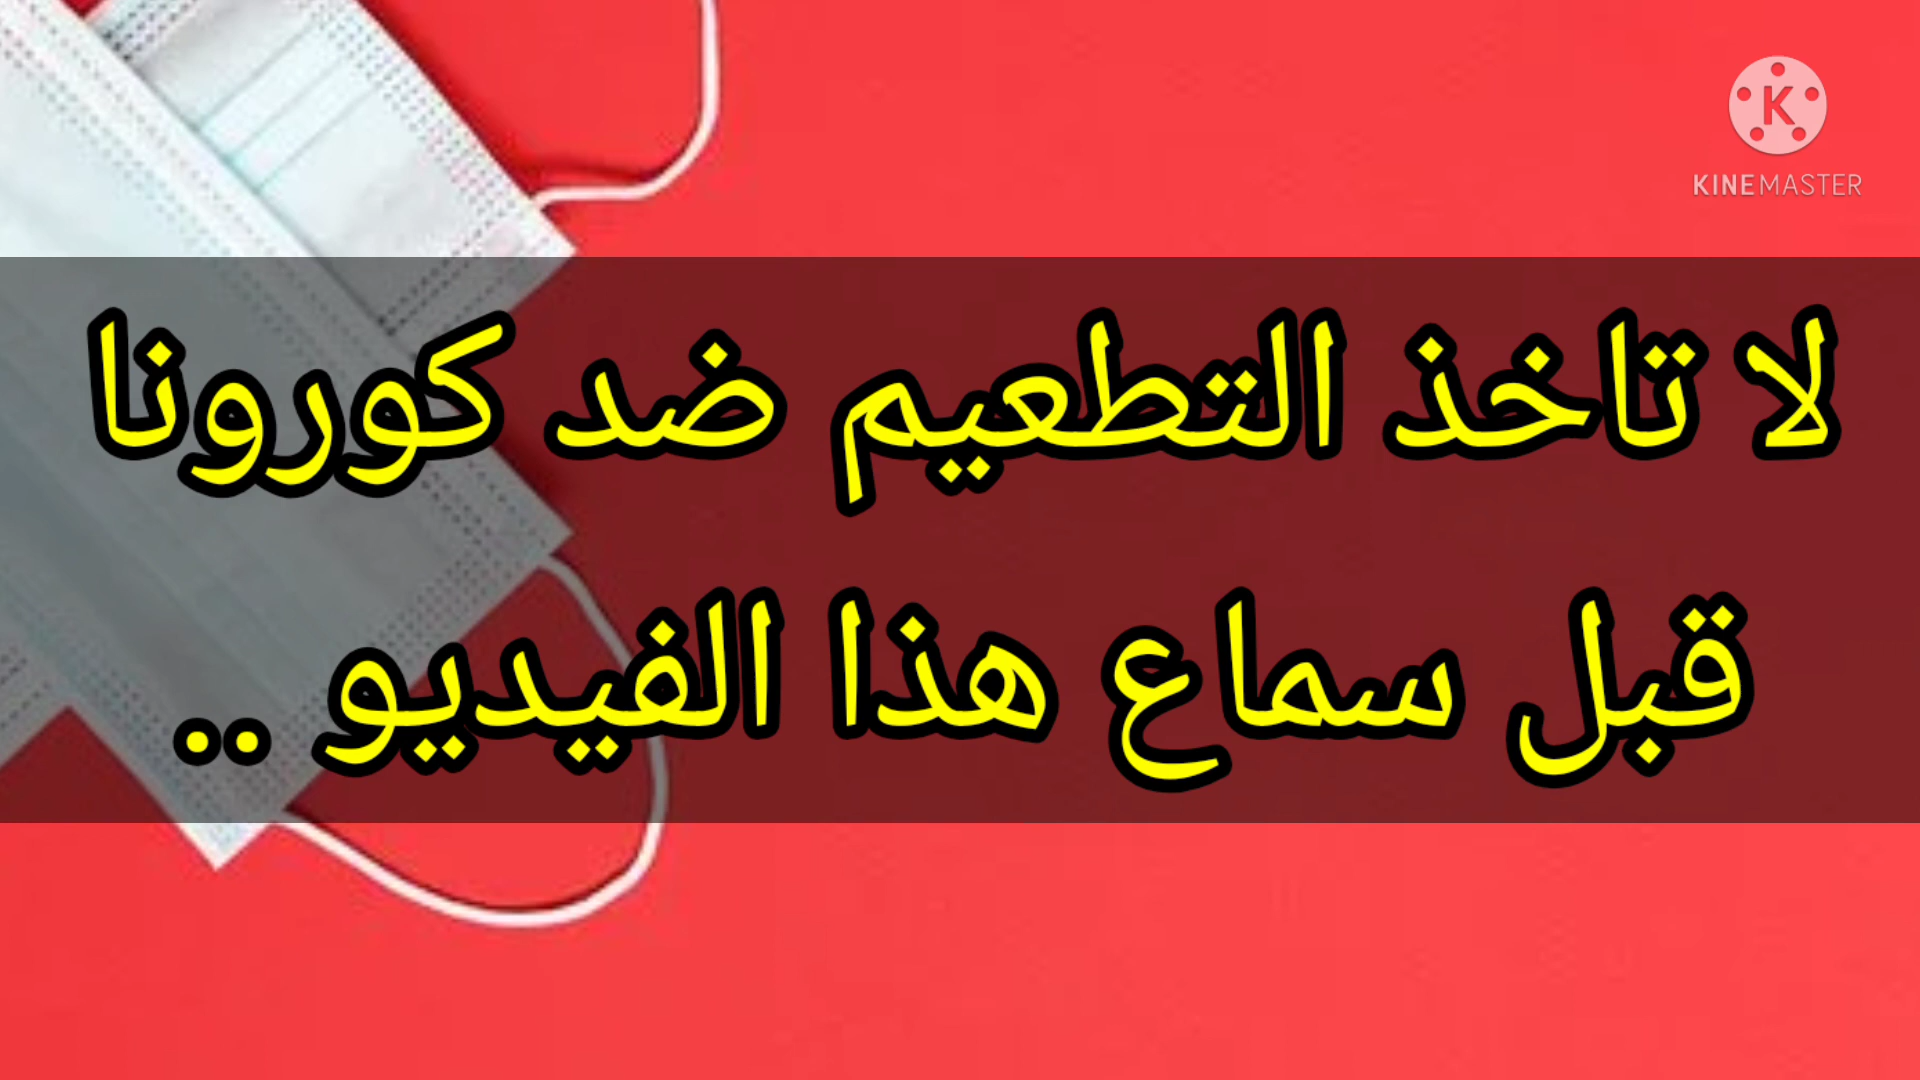 K
KINEMASTER
لا تاخذ التطعيم ضد كورونا
قبل سماع هذا الفيديو ..